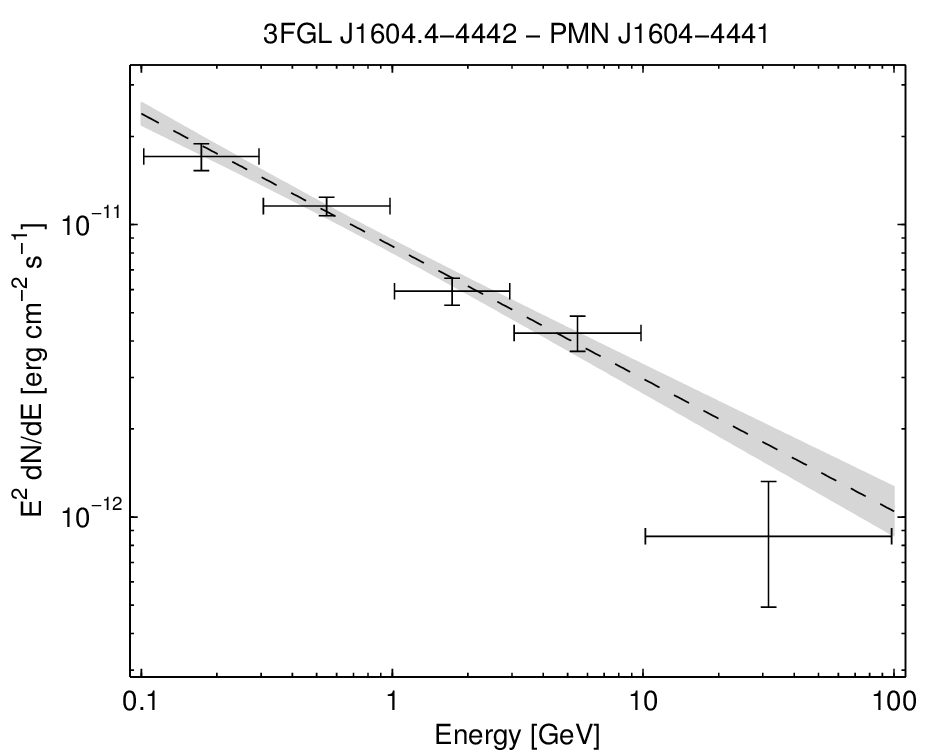 3FGL J1604.4−4442 − PMN J1604−4441
E² dN/dE [erg cm⁻² s⁻¹]
10⁻¹¹
10⁻¹²
0.1 1 10 100
Energy [GeV]